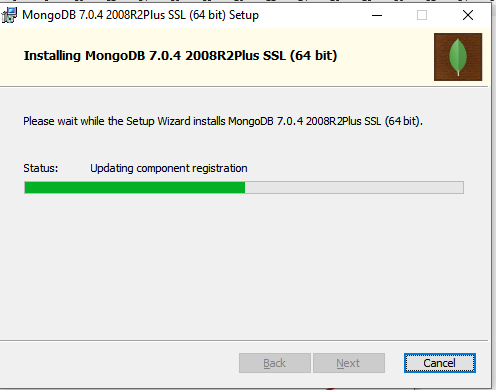 MongoDB 7.0.4 2008R2Plus SSL (64 bit) Setup
Installing MongoDB 7.0.4 2008R2Plus SSL (64 bit)
Please wait while the Setup Wizard installs MongoDB 7.0.4 2008R2Plus SSL (64 bit).
Status: Updating component registration
Back Next Cancel